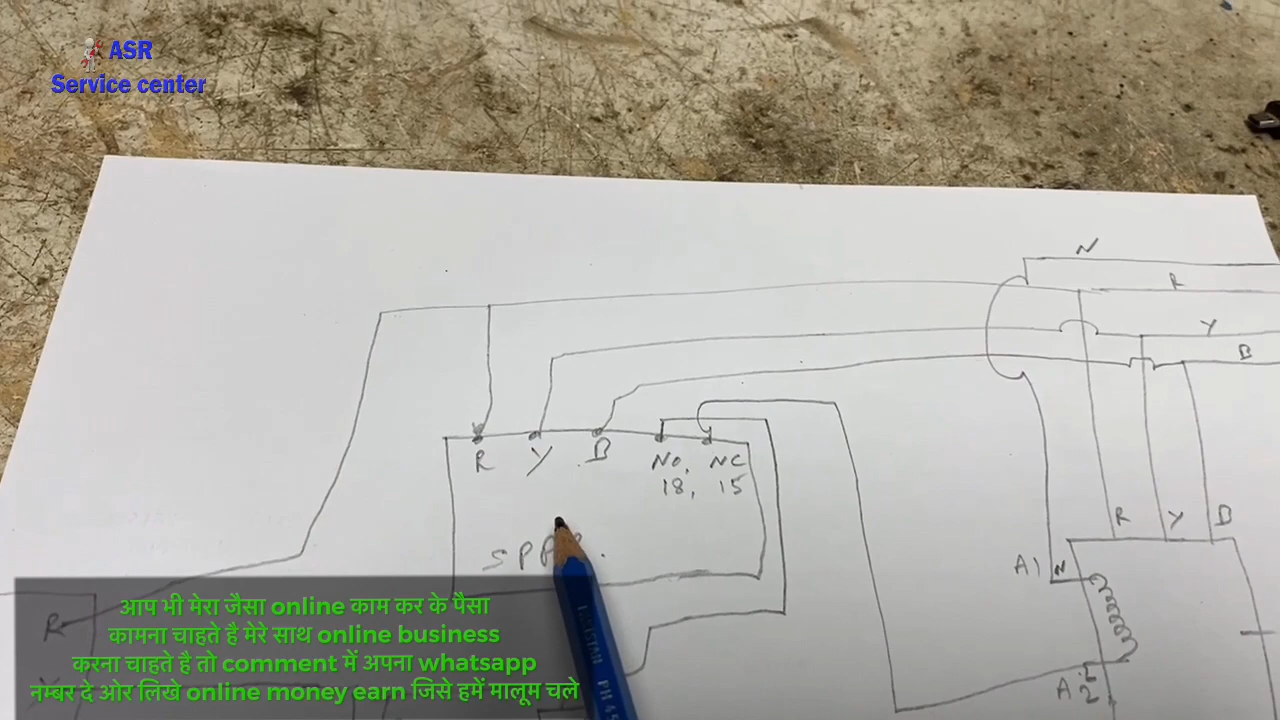 ASR
Service center
N
R
Y
B
R Y B NO, NC
18, 15
R Y B
A1 N
A2
R
आप भी मेरा जैसा online काम कर के पैसा
कामना चाहते है मेरे साथ online business
करना चाहते है तो comment में अपना whatsapp
नम्बर दे ओर लिखे online money earn जिसे हमें मालूम चले